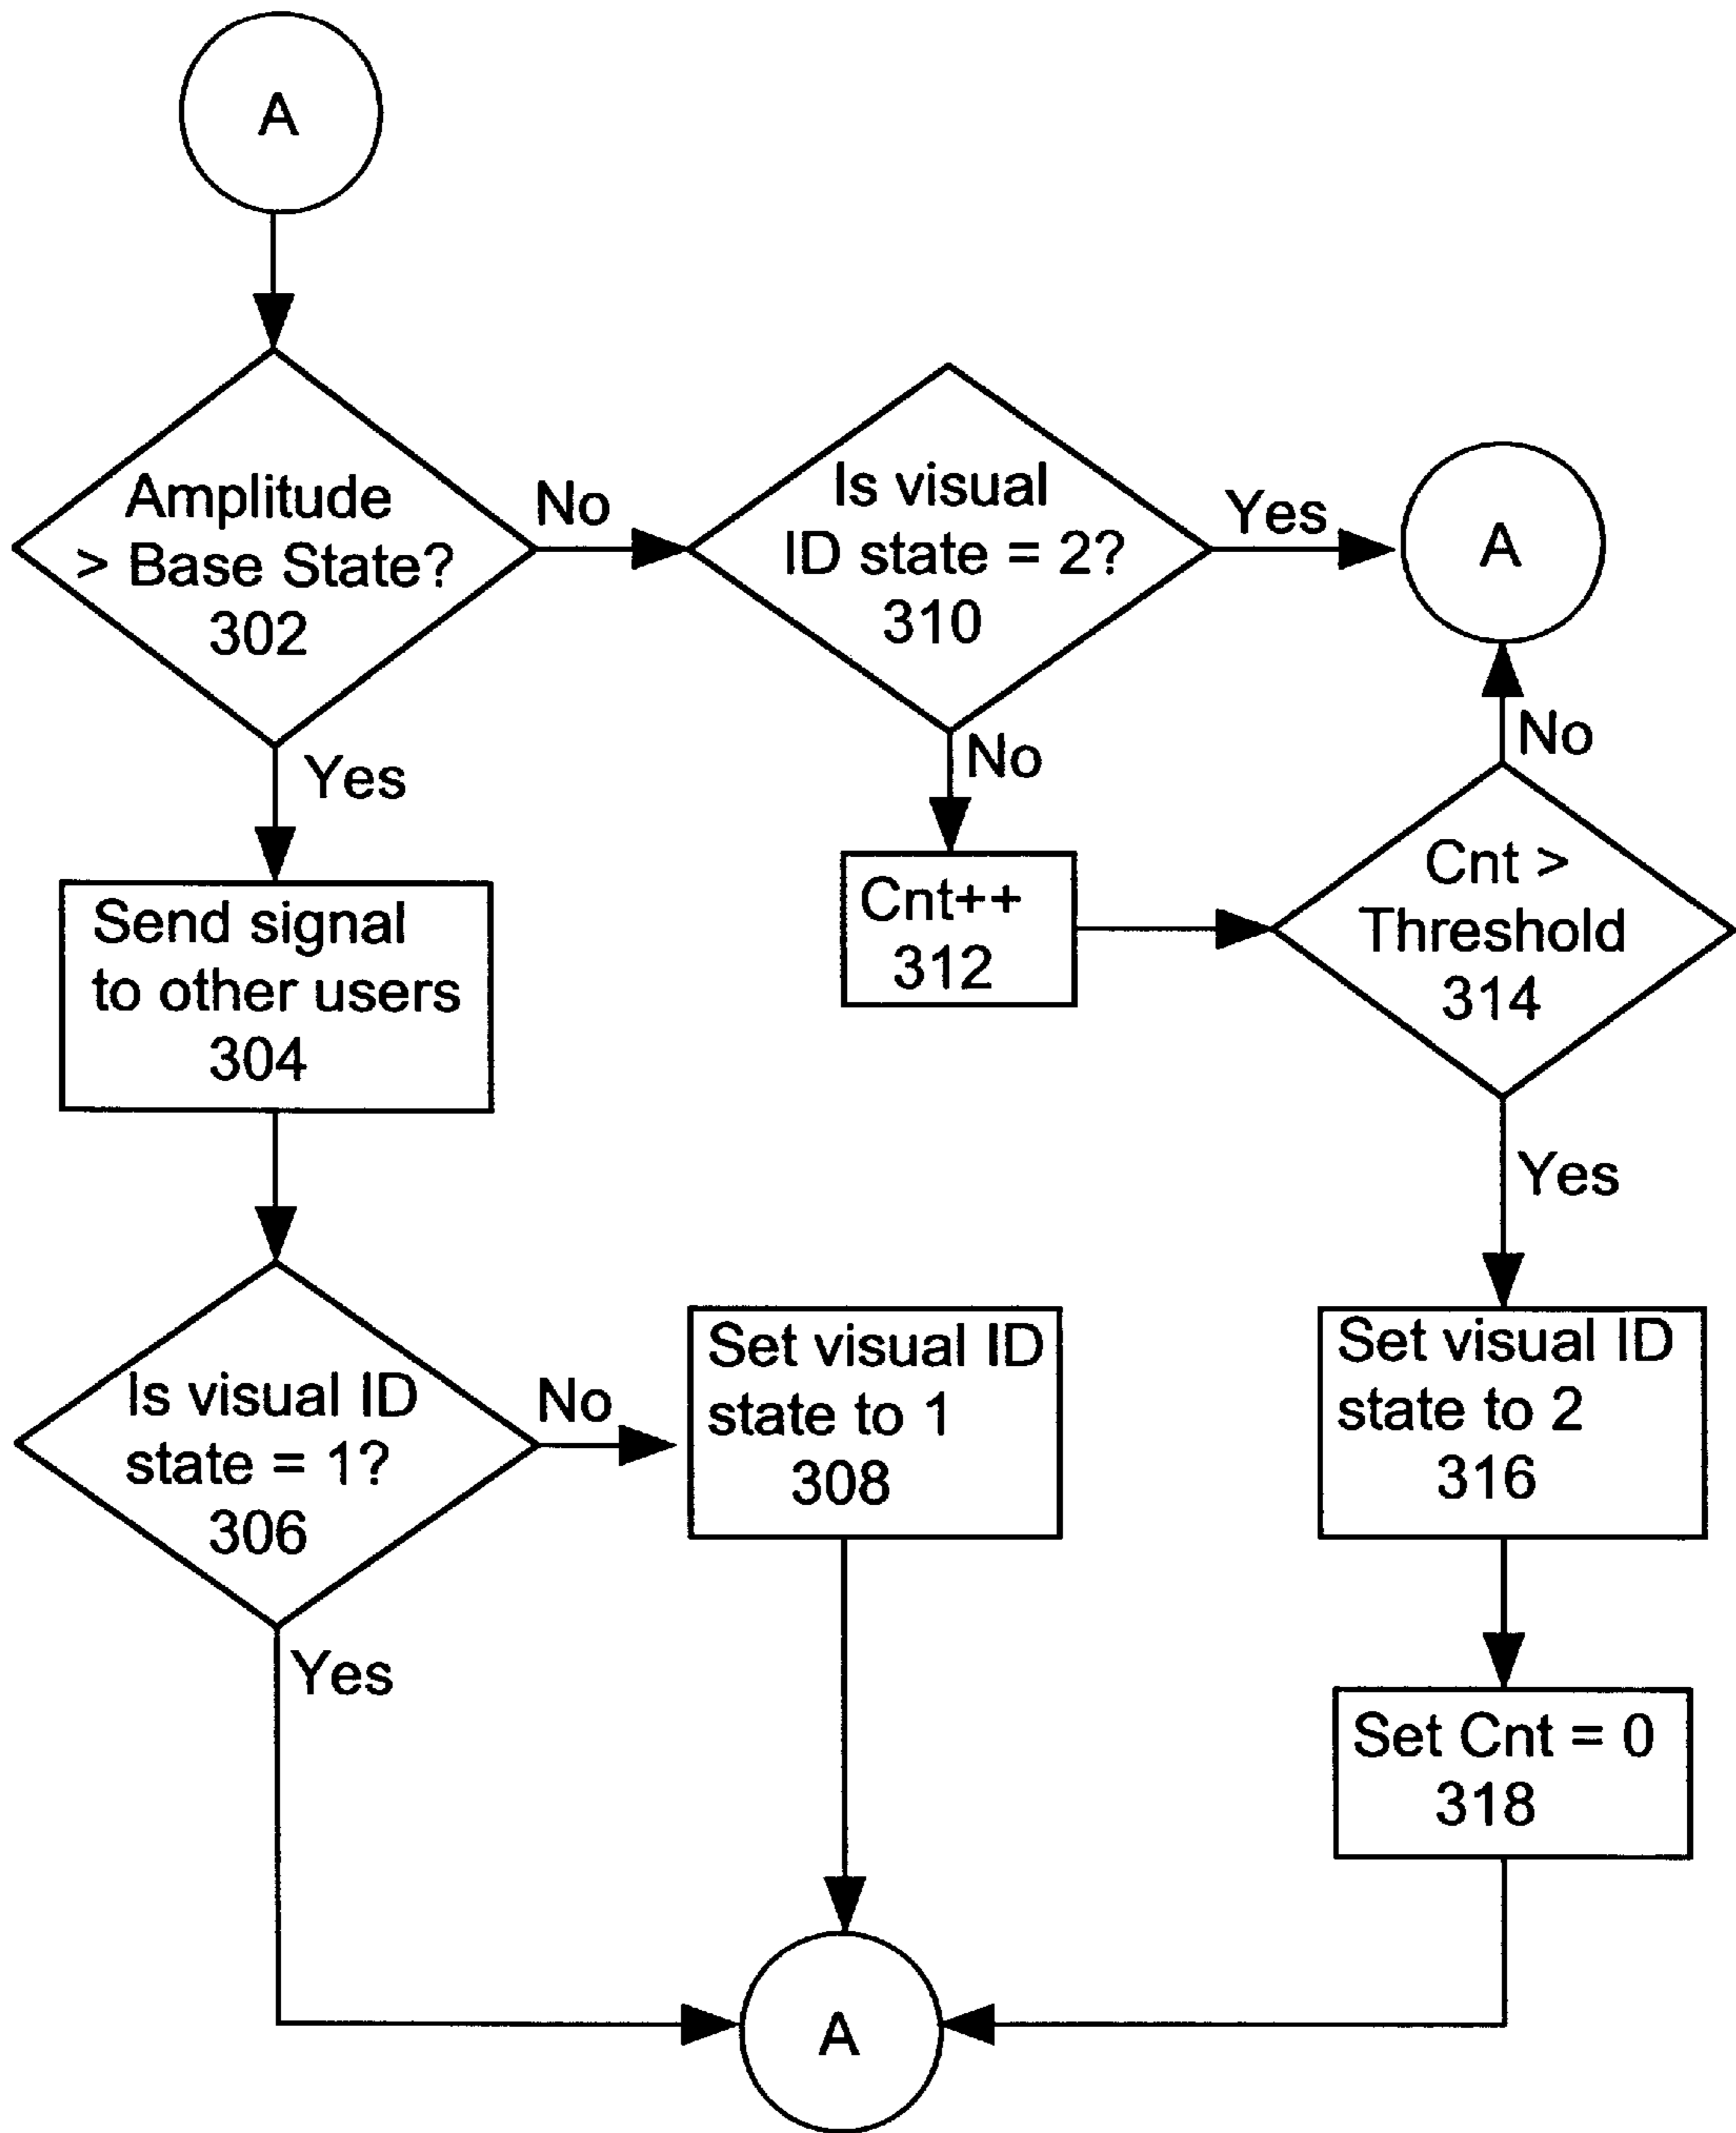 A
Amplitude
> Base State?
302
No
Is visual
ID state = 2?
310
Yes
A
Yes
No
No
Send signal
to other users
304
Cnt++
312
Cnt >
Threshold
314
Yes
Is visual ID
state = 1?
306
No
Set visual ID
state to 1
308
Set visual ID
state to 2
316
Yes
Set Cnt = 0
318
A